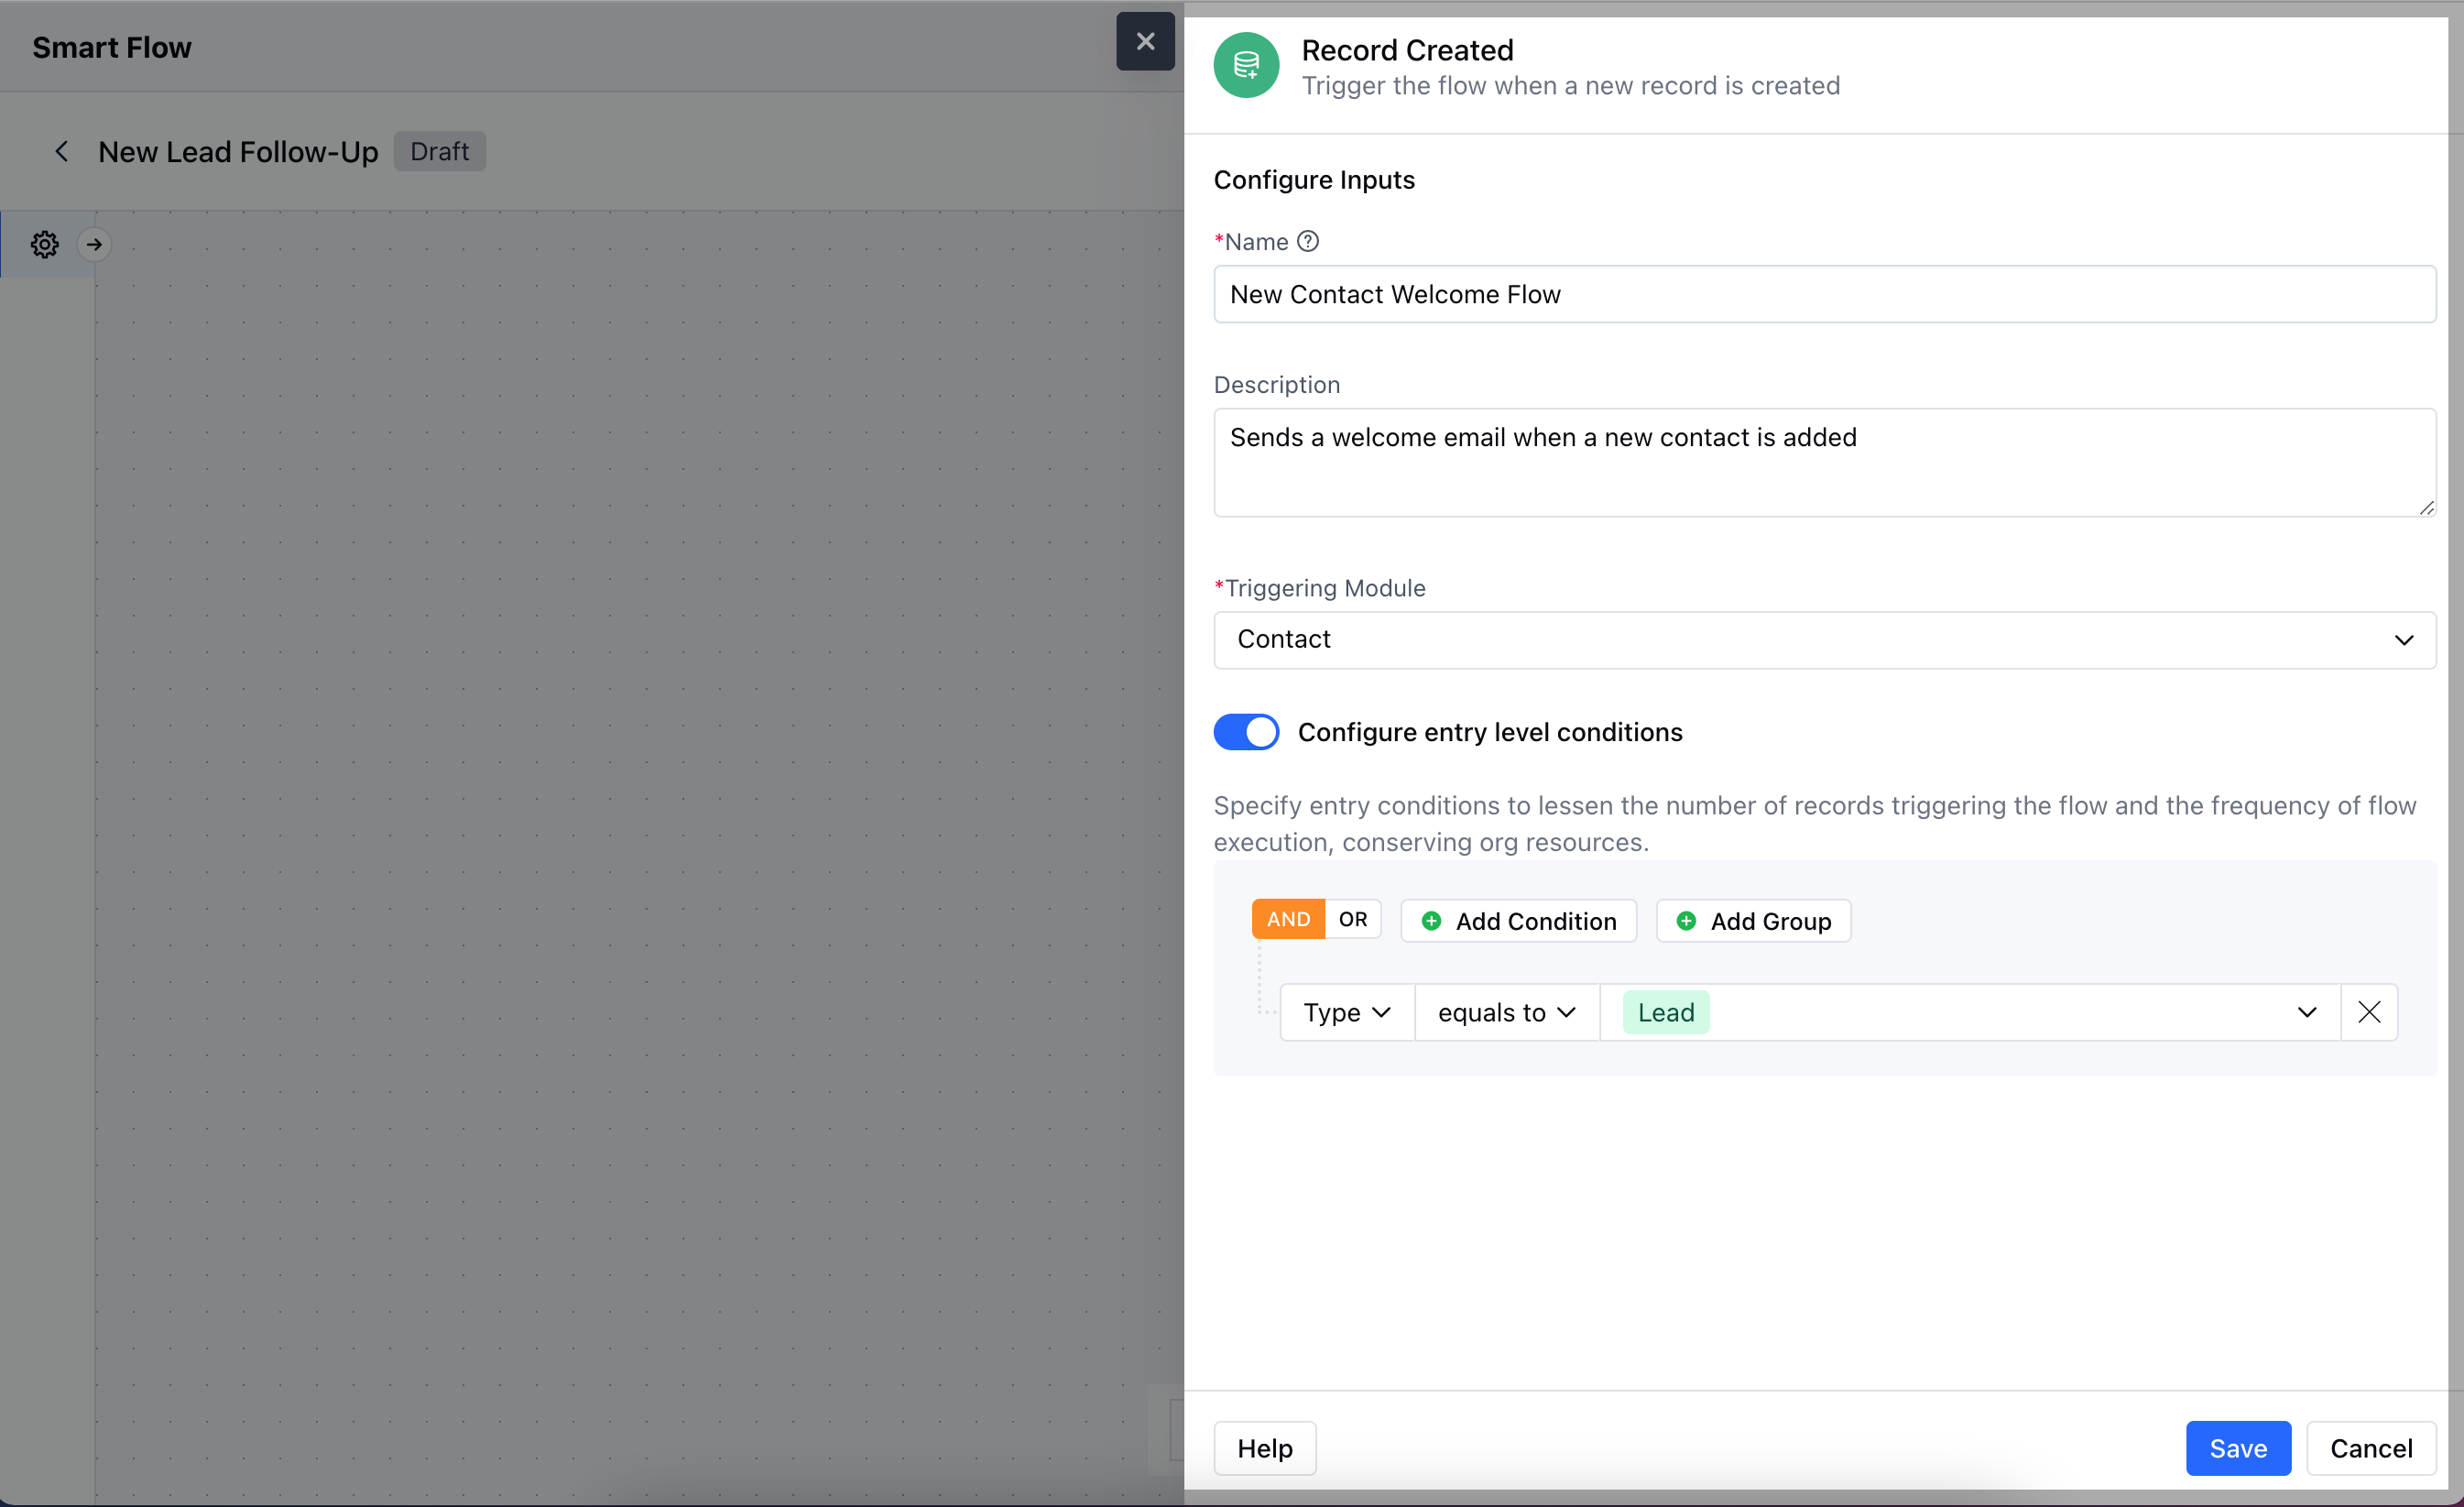 Smart Flow
New Lead Follow-Up Draft
Record Created
Trigger the flow when a new record is created
Configure Inputs
*Name
New Contact Welcome Flow
Description
Sends a welcome email when a new contact is added
*Triggering Module
Contact
Configure entry level conditions
Specify entry conditions to lessen the number of records triggering the flow and the frequency of flow
execution, conserving org resources.
AND OR Add Condition Add Group
Type equals to Lead
Help Save Cancel